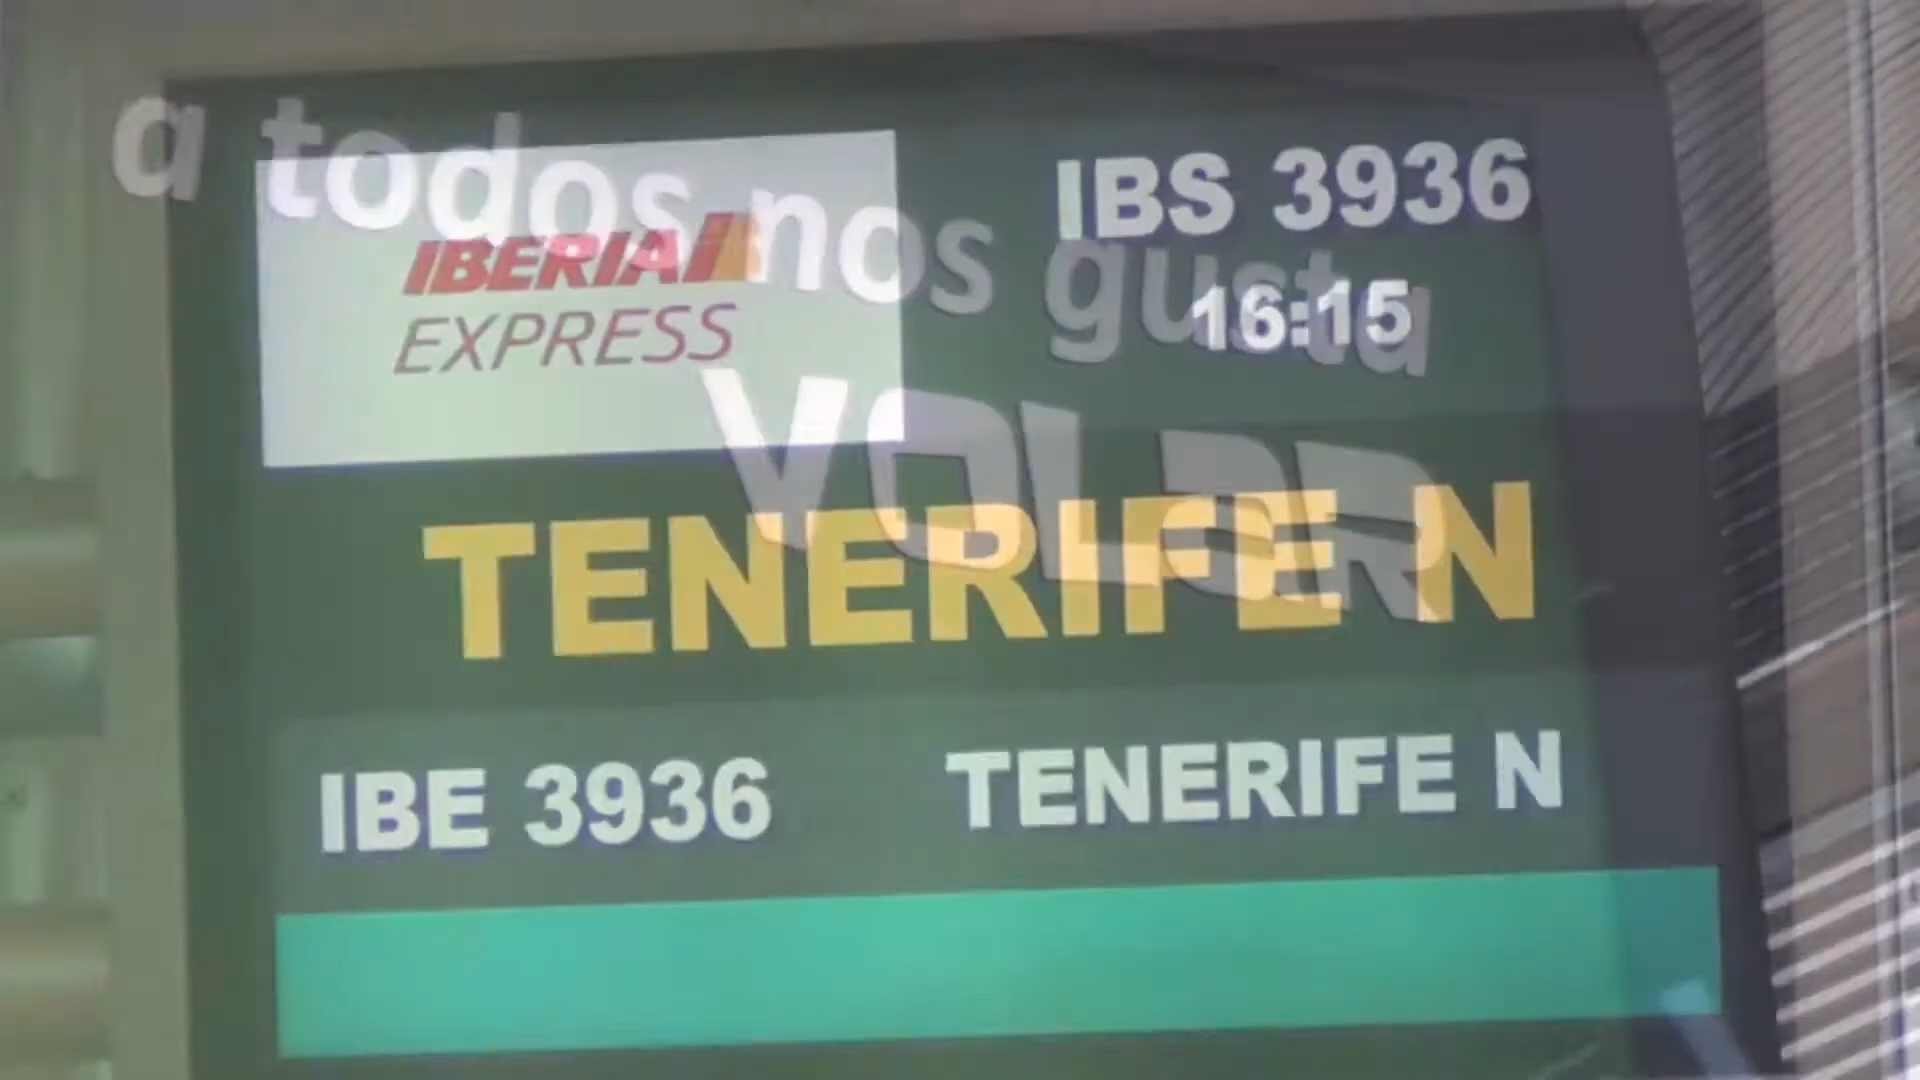 a todos nos gusta
VOLaR
IBERIA
EXPRESS
IBS 3936
16:15
TENERIFE N
IBE 3936 TENERIFE N